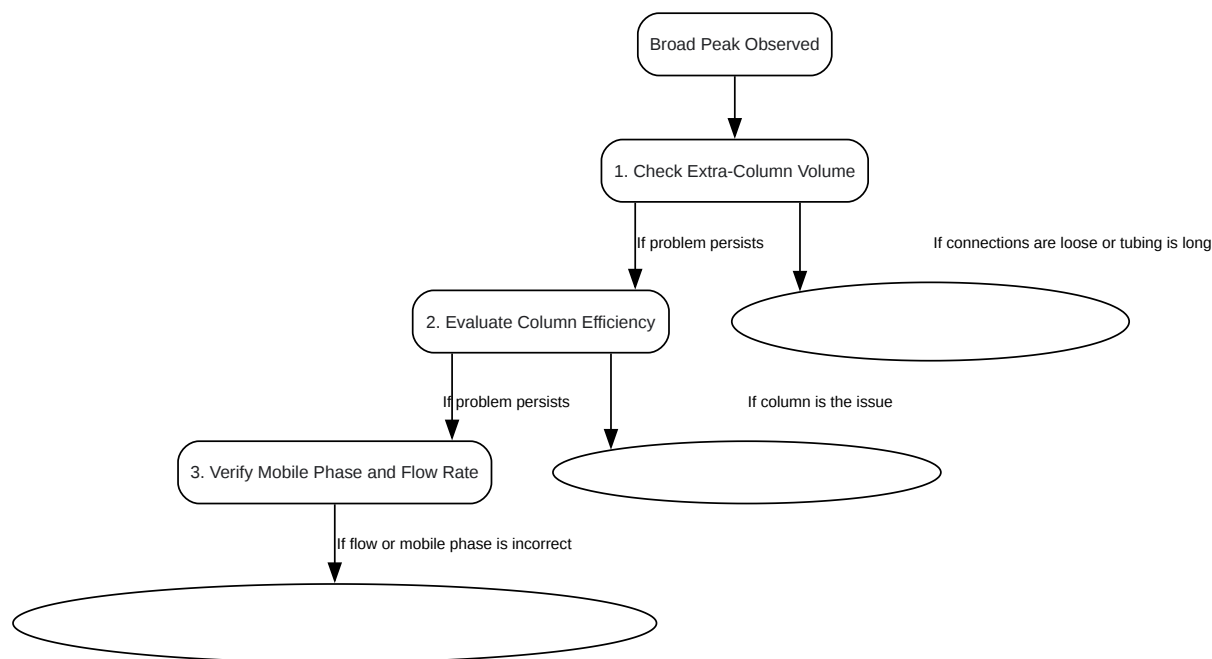 Broad Peak Observed
1. Check Extra-Column Volume
If problem persists
If connections are loose or tubing is long
2. Evaluate Column Efficiency
If problem persists
If column is the issue
3. Verify Mobile Phase and Flow Rate
If flow or mobile phase is incorrect